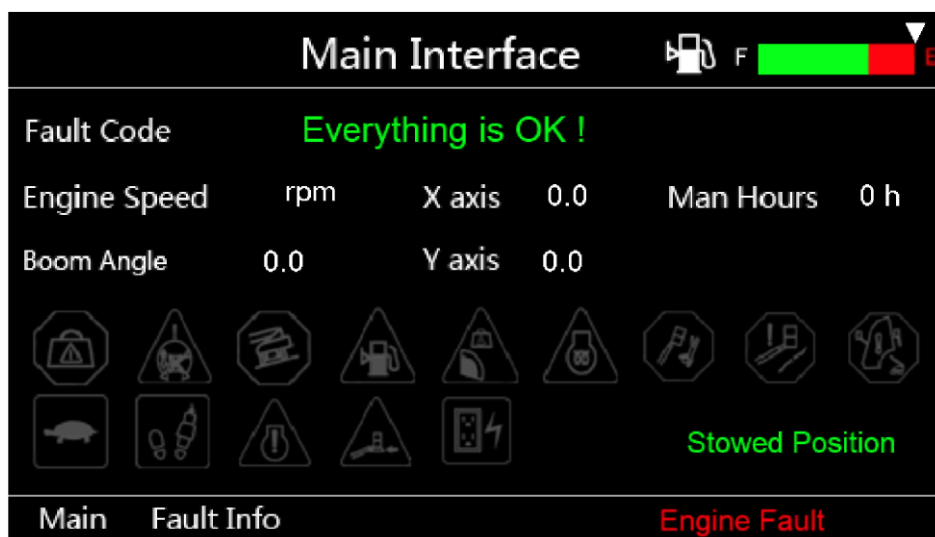 Main Interface F E
Fault Code Everything is OK !
Engine Speed rpm X axis 0.0 Man Hours 0 h
Boom Angle 0.0 Y axis 0.0
Stowed Position
Main Fault Info Engine Fault